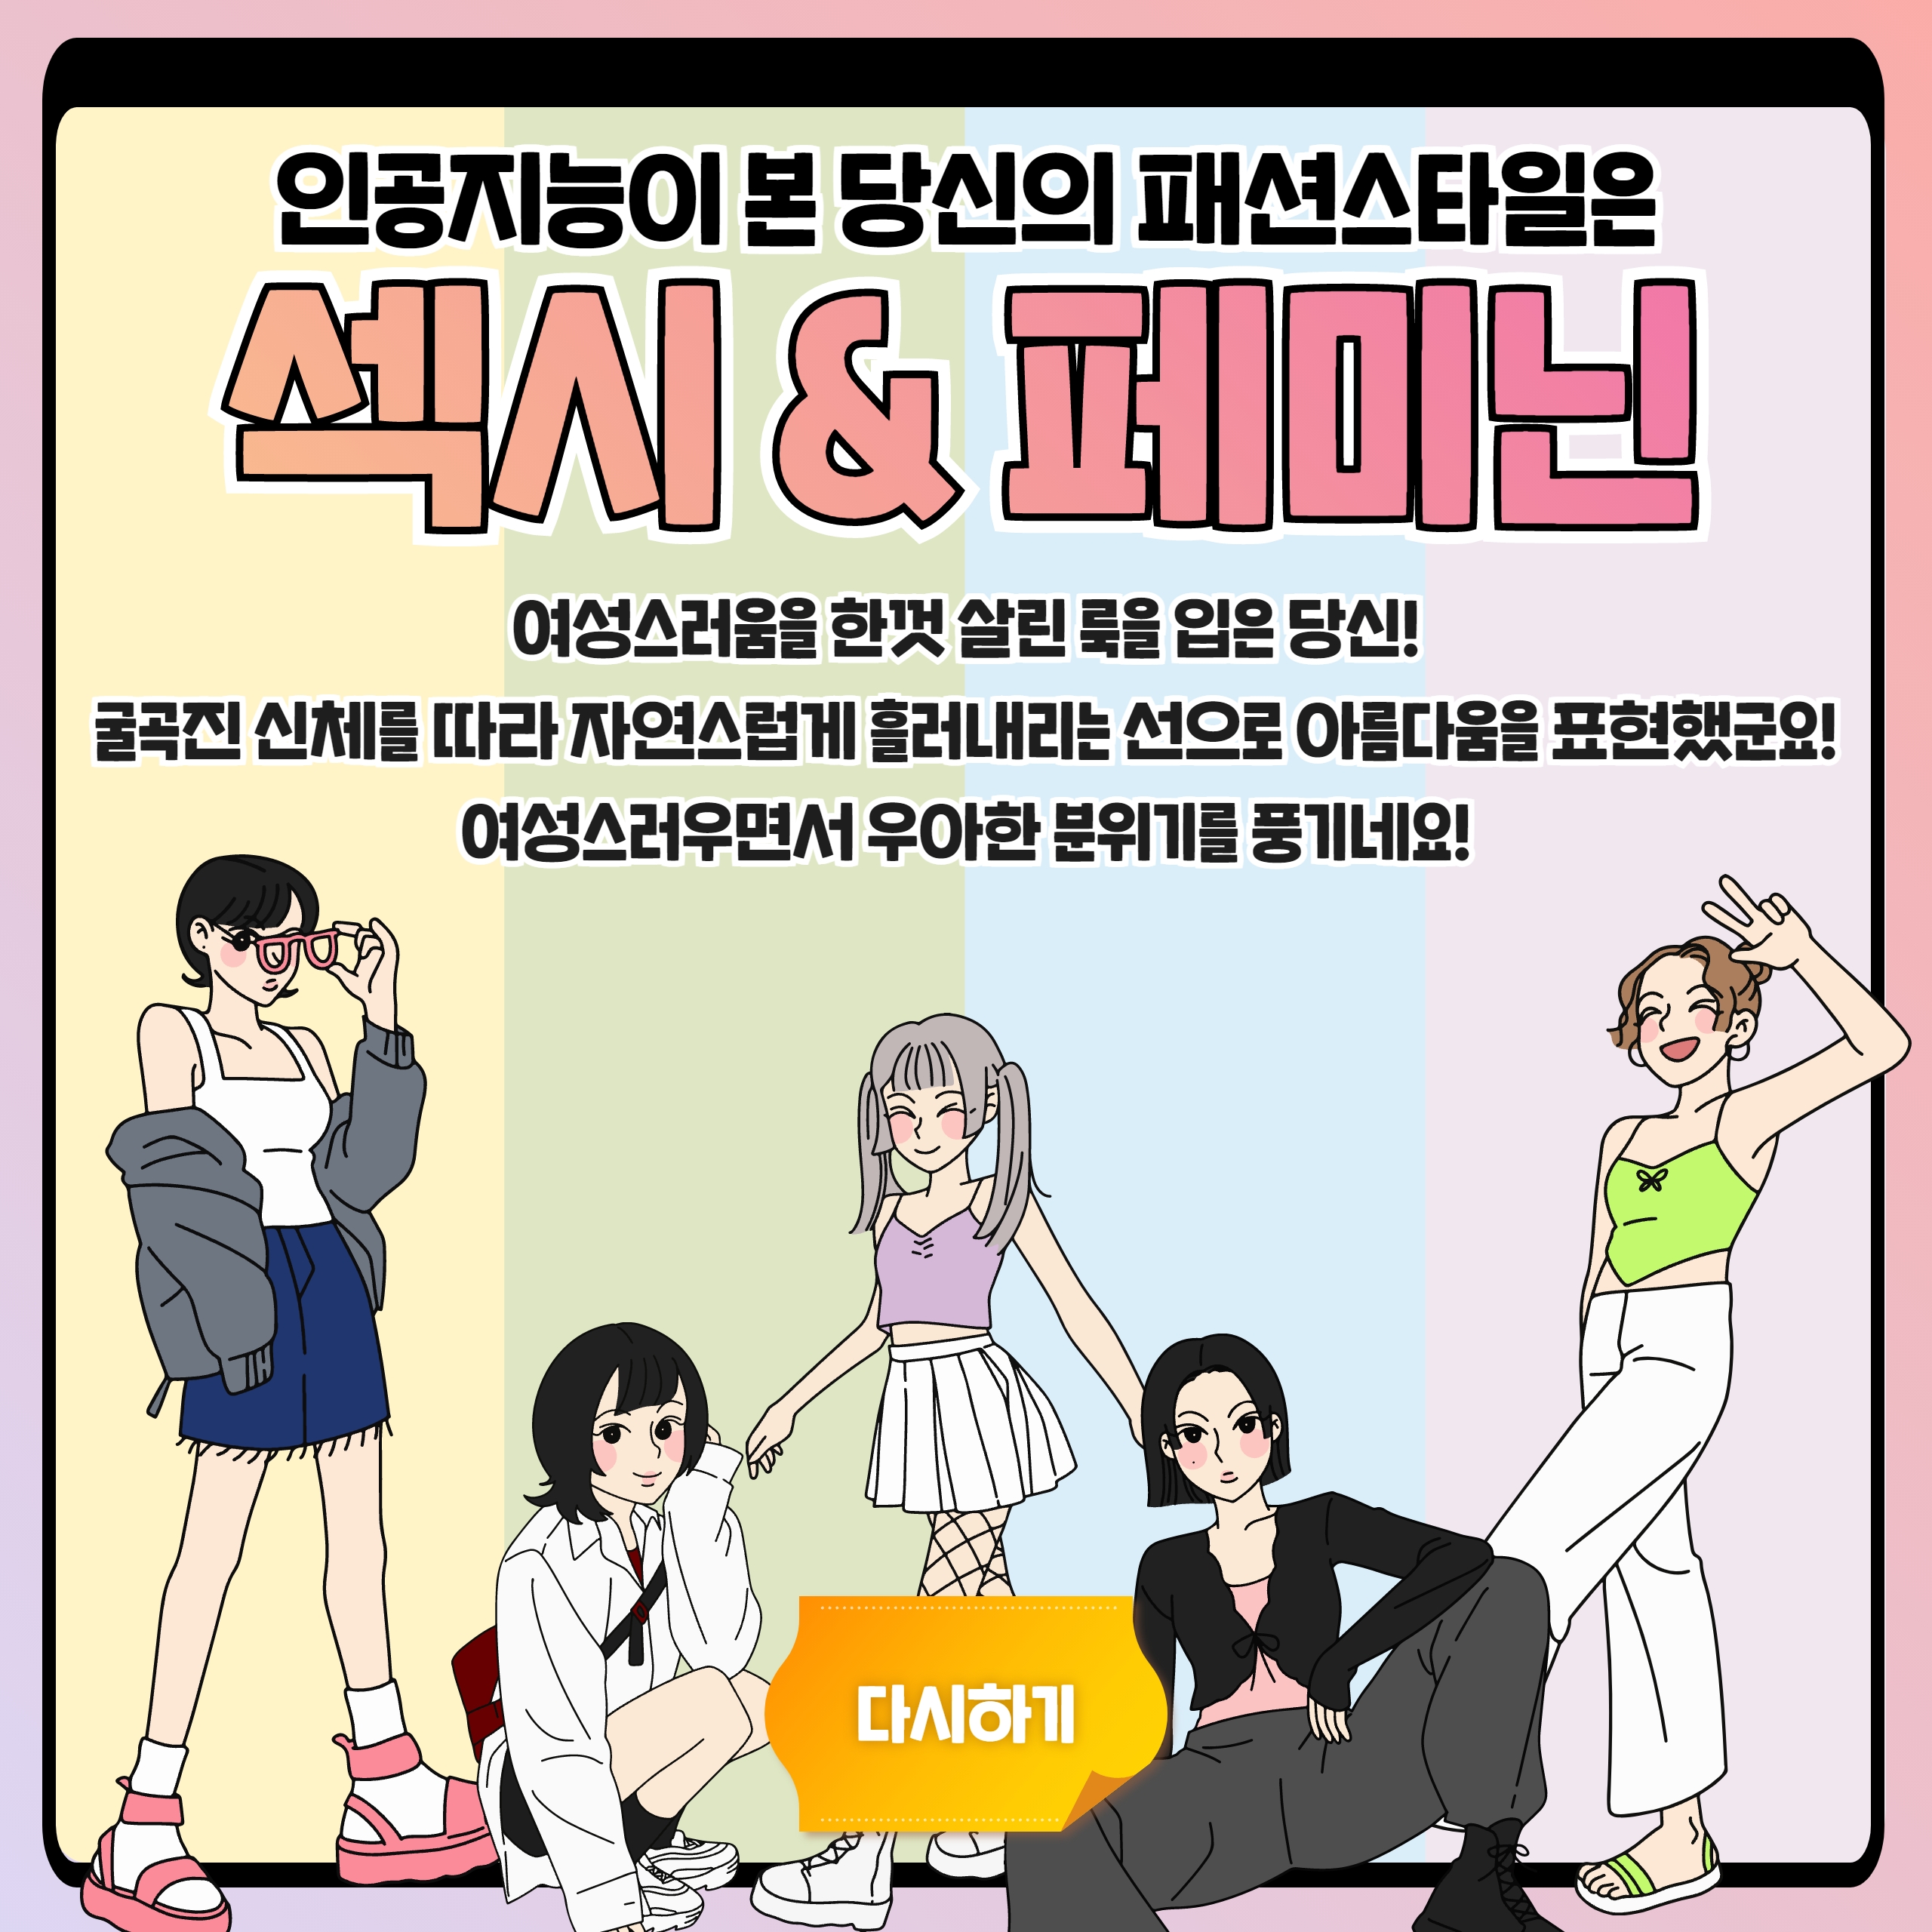 인공지능이 본 당신의 패션스타일은
섹시 & 페미닌
여성스러움을 한껏 살린 룩을 입은 당신!
굴곡진 신체를 따라 자연스럽게 흘러내리는 선으로 아름다움을 표현했군요!
여성스러우면서 우아한 분위기를 풍기네요!
다시하기